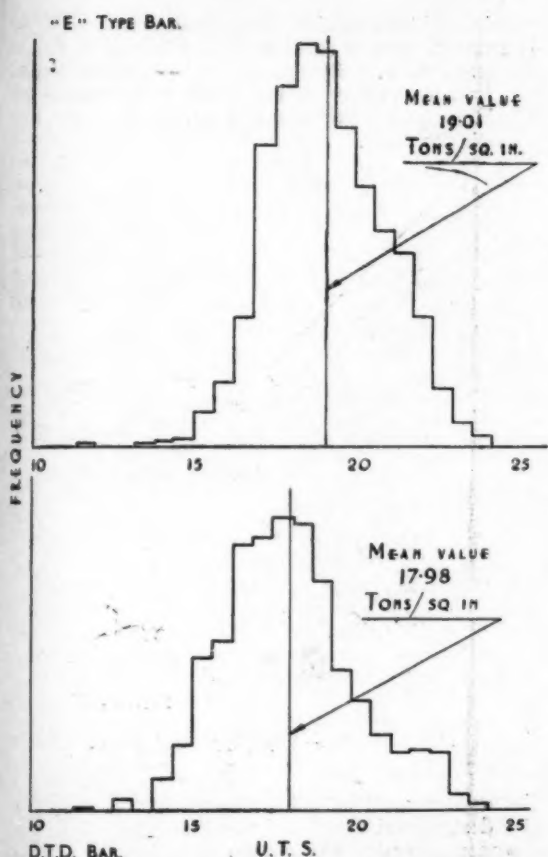 "E" TYPE BAR.
MEAN VALUE
19·01
TONS/SQ. IN.
FREQUENCY
10 15 20 25
MEAN VALUE
17·98
TONS/SQ IN
10 15 20 25
D.T.D. BAR. U.T.S.